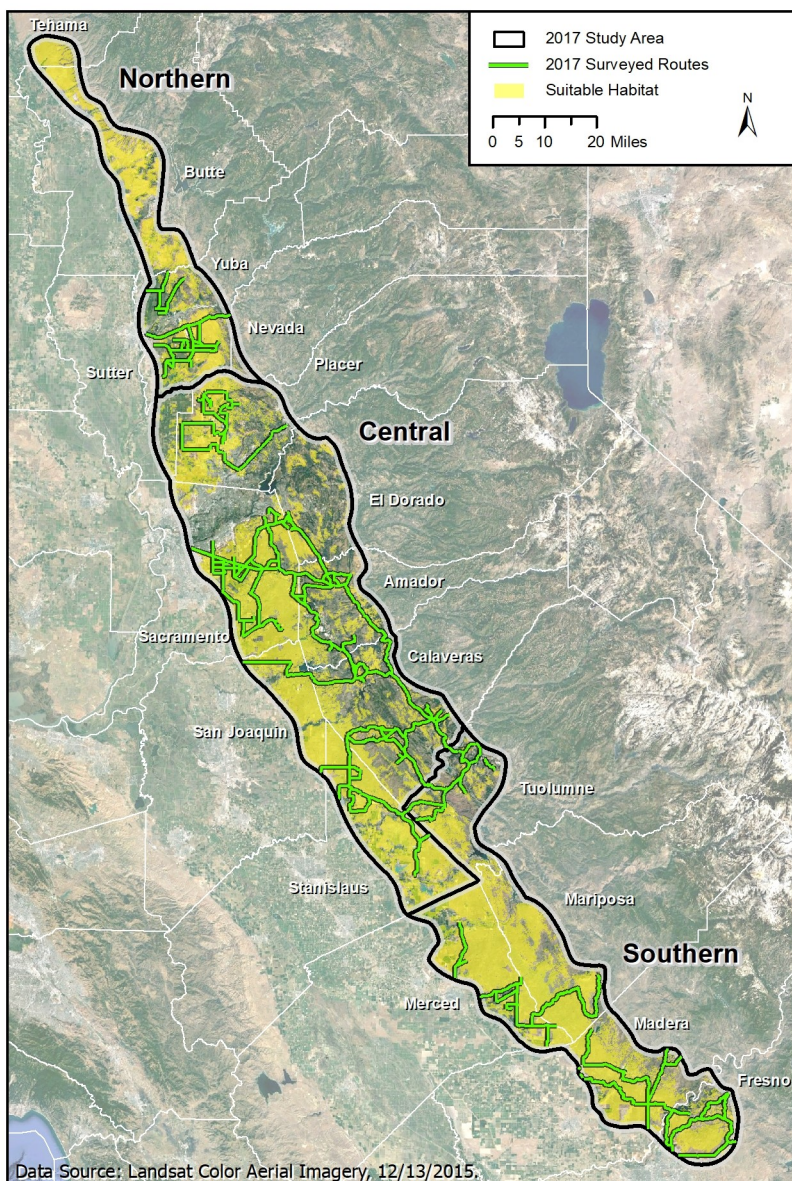 Tehama
Northern
2017 Study Area
2017 Surveyed Routes
Suitable Habitat
N
0 5 10 20 Miles
Butte
Yuba
Nevada
Sutter
Placer
Central
El Dorado
Amador
Sacramento
Calaveras
San Joaquin
Tuolumne
Stanislaus
Mariposa
Southern
Merced
Madera
Fresno
Data Source: Landsat Color Aerial Imagery, 12/13/2015.